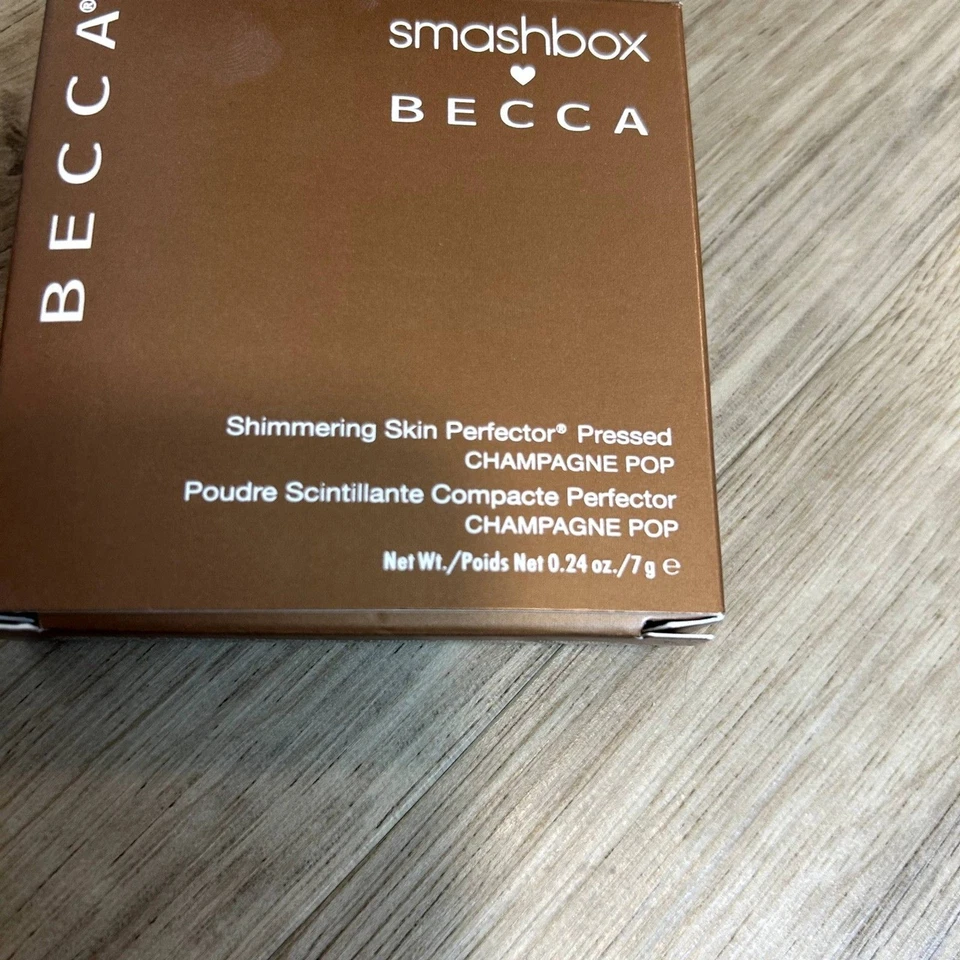 BECCA®
smashbox
♥
BECCA
Shimmering Skin Perfector® Pressed
CHAMPAGNE POP
Poudre Scintillante Compacte Perfector
CHAMPAGNE POP
Net Wt./Poids Net 0.24 oz./7 g ℮